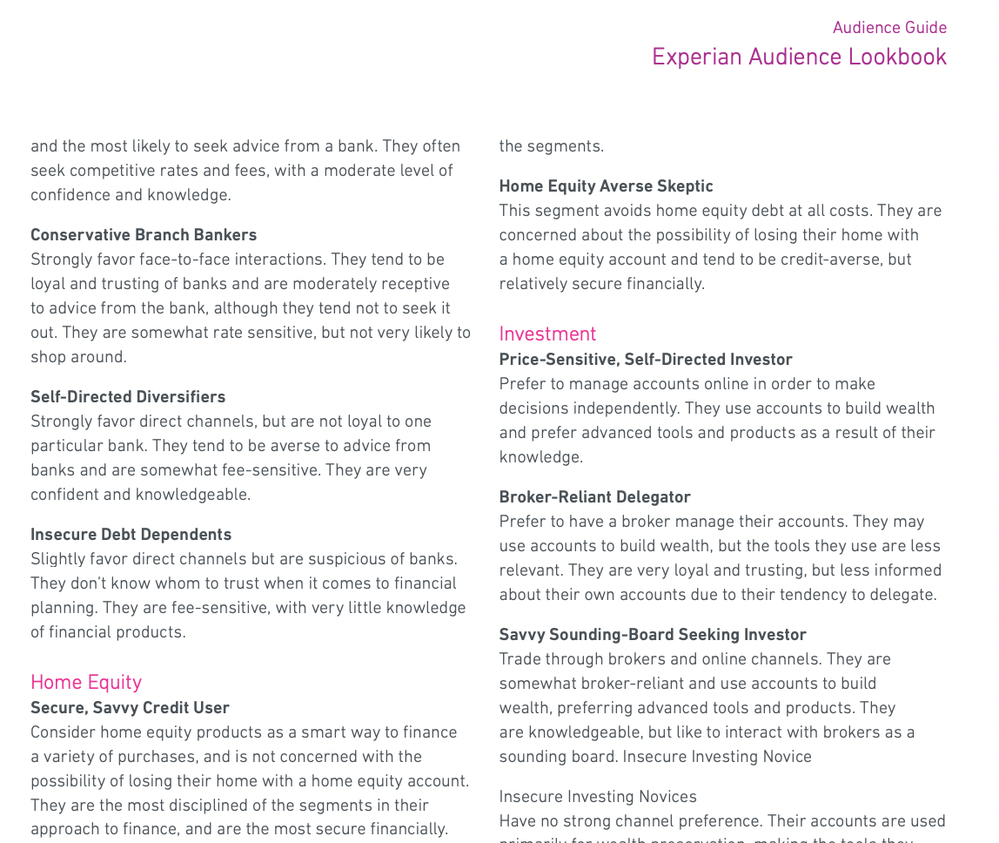 Audience Guide
Experian Audience Lookbook
and the most likely to seek advice from a bank. They often
seek competitive rates and fees, with a moderate level of
confidence and knowledge.
Conservative Branch Bankers
Strongly favor face-to-face interactions. They tend to be
loyal and trusting of banks and are moderately receptive
to advice from the bank, although they tend not to seek it
out. They are somewhat rate sensitive, but not very likely to
shop around.
Self-Directed Diversifiers
Strongly favor direct channels, but are not loyal to one
particular bank. They tend to be averse to advice from
banks and are somewhat fee-sensitive. They are very
confident and knowledgeable.
Insecure Debt Dependents
Slightly favor direct channels but are suspicious of banks.
They don’t know whom to trust when it comes to financial
planning. They are fee-sensitive, with very little knowledge
of financial products.
Home Equity
Secure, Savvy Credit User
Consider home equity products as a smart way to finance
a variety of purchases, and is not concerned with the
possibility of losing their home with a home equity account.
They are the most disciplined of the segments in their
approach to finance, and are the most secure financially.
the segments.
Home Equity Averse Skeptic
This segment avoids home equity debt at all costs. They are
concerned about the possibility of losing their home with
a home equity account and tend to be credit-averse, but
relatively secure financially.
Investment
Price-Sensitive, Self-Directed Investor
Prefer to manage accounts online in order to make
decisions independently. They use accounts to build wealth
and prefer advanced tools and products as a result of their
knowledge.
Broker-Reliant Delegator
Prefer to have a broker manage their accounts. They may
use accounts to build wealth, but the tools they use are less
relevant. They are very loyal and trusting, but less informed
about their own accounts due to their tendency to delegate.
Savvy Sounding-Board Seeking Investor
Trade through brokers and online channels. They are
somewhat broker-reliant and use accounts to build
wealth, preferring advanced tools and products. They
are knowledgeable, but like to interact with brokers as a
sounding board. Insecure Investing Novice
Insecure Investing Novices
Have no strong channel preference. Their accounts are used
primarily for wealth preservation, making the tools they